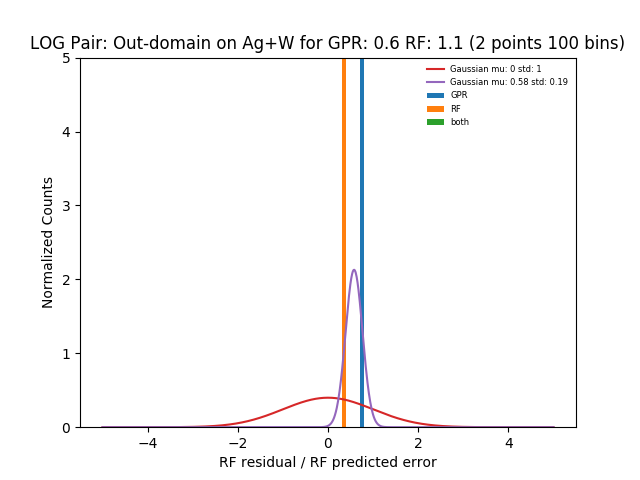 LOG Pair: Out-domain on Ag+W for GPR: 0.6 RF: 1.1 (2 points 100 bins)
Gaussian mu: 0 std: 1
Gaussian mu: 0.58 std: 0.19
GPR
RF
both
Normalized Counts
5
4
3
2
1
0
−4
−2
0
2
4
RF residual / RF predicted error